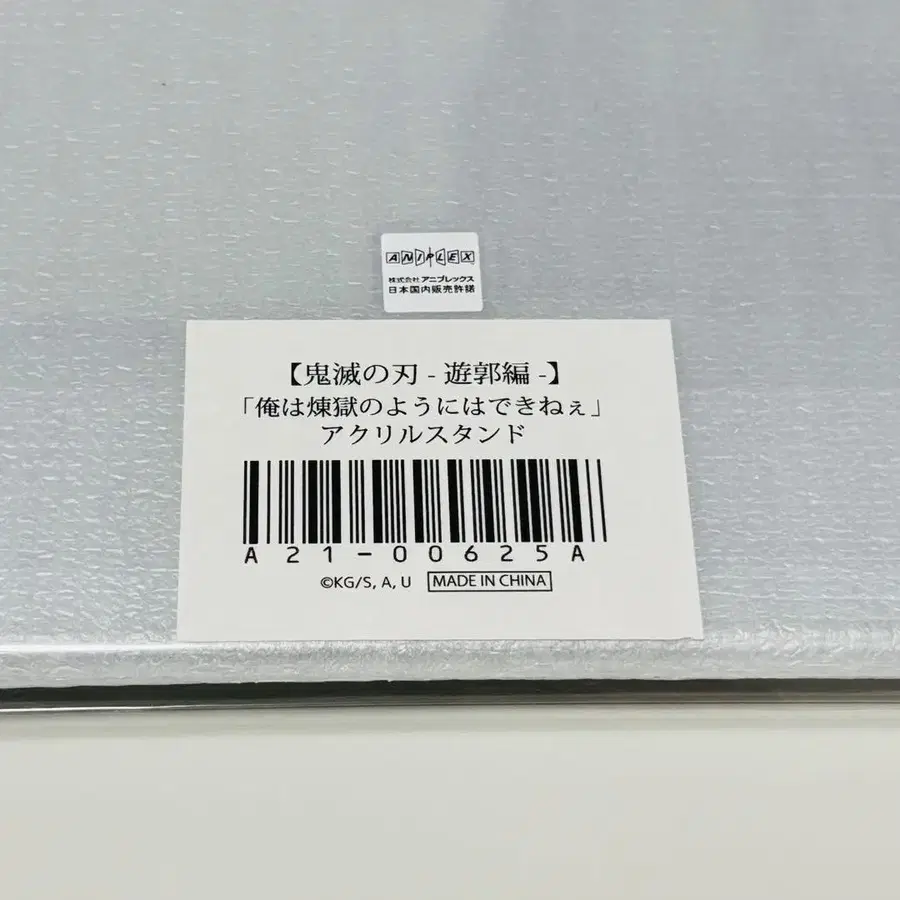 ANIPLEX
株式会社 アニプレックス
日本国内販売許諾
【鬼滅の刃 - 遊郭編 -】
「俺は煉獄のようにはできねぇ」
アクリルスタンド
A21-00625A
©KG/S, A, U MADE IN CHINA